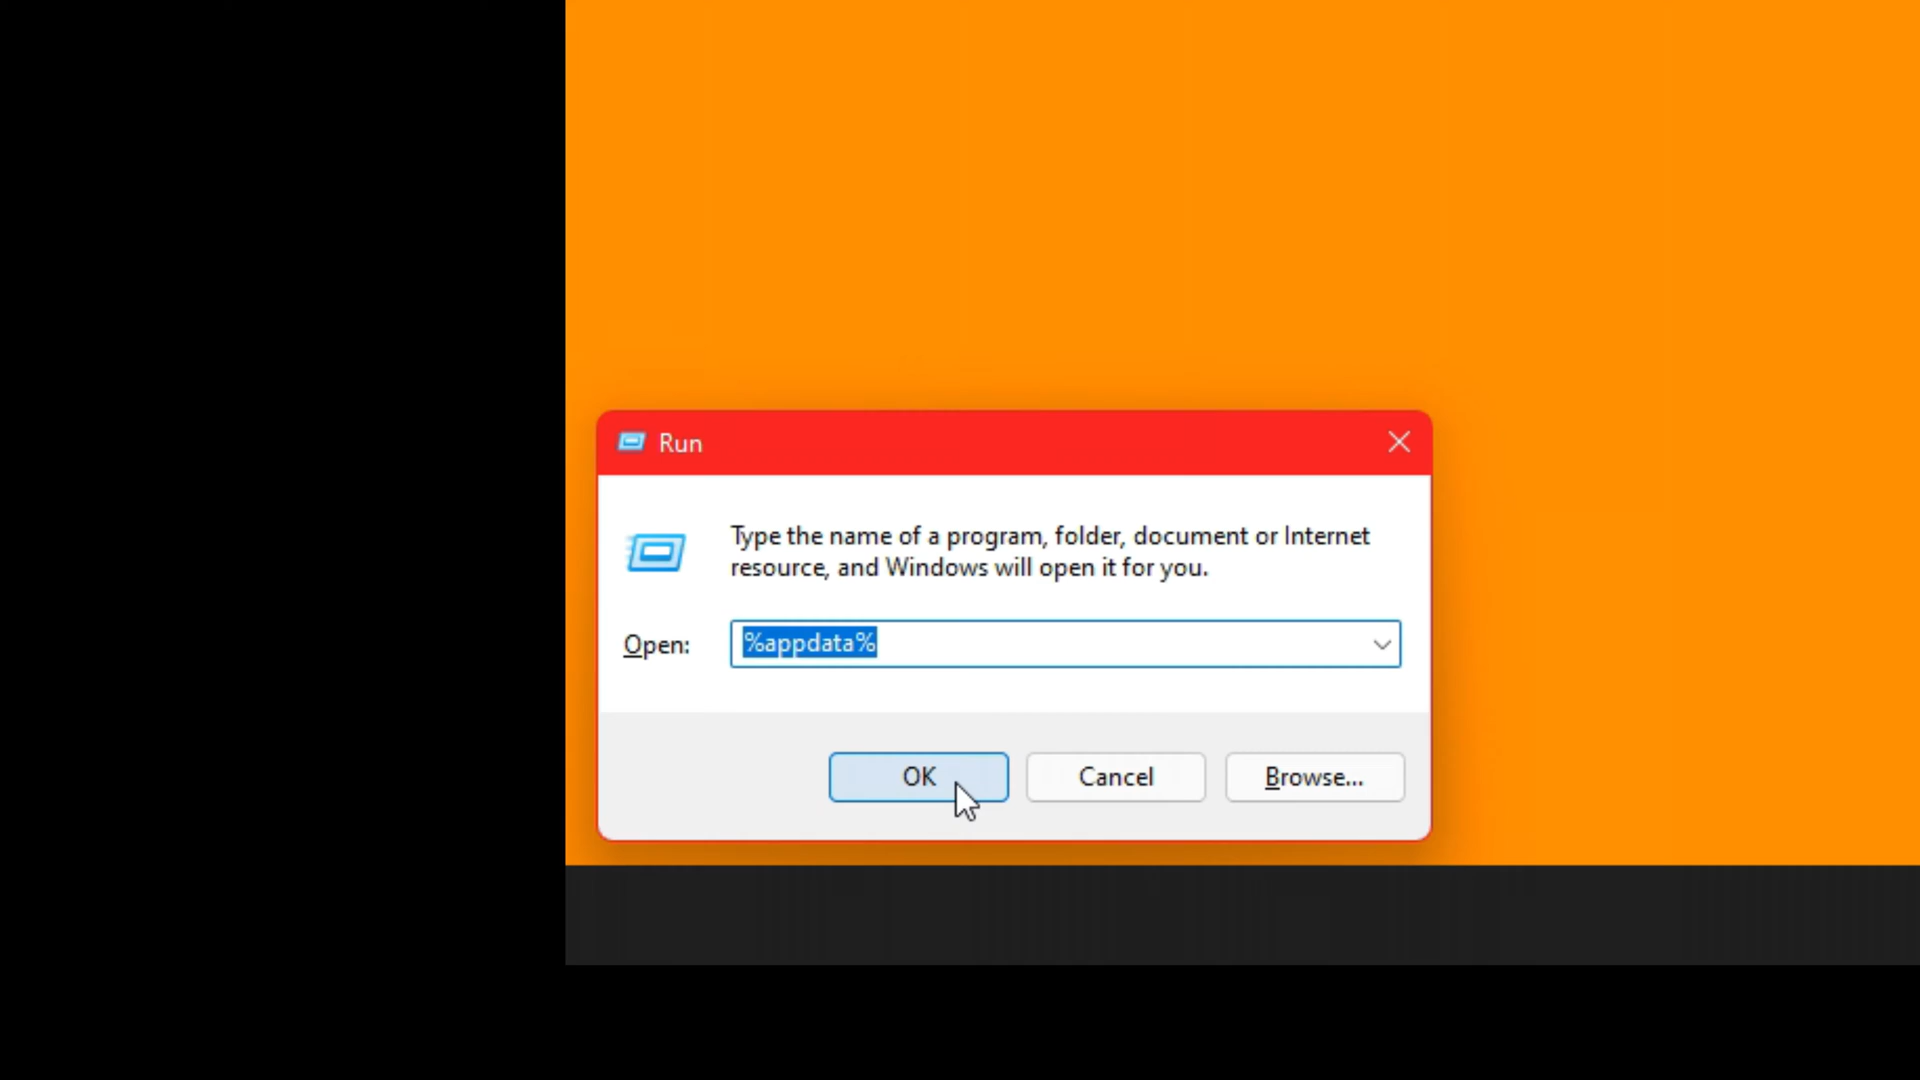 Run
Type the name of a program, folder, document or Internet
resource, and Windows will open it for you.
Open: %appdata%
OK Cancel Browse...